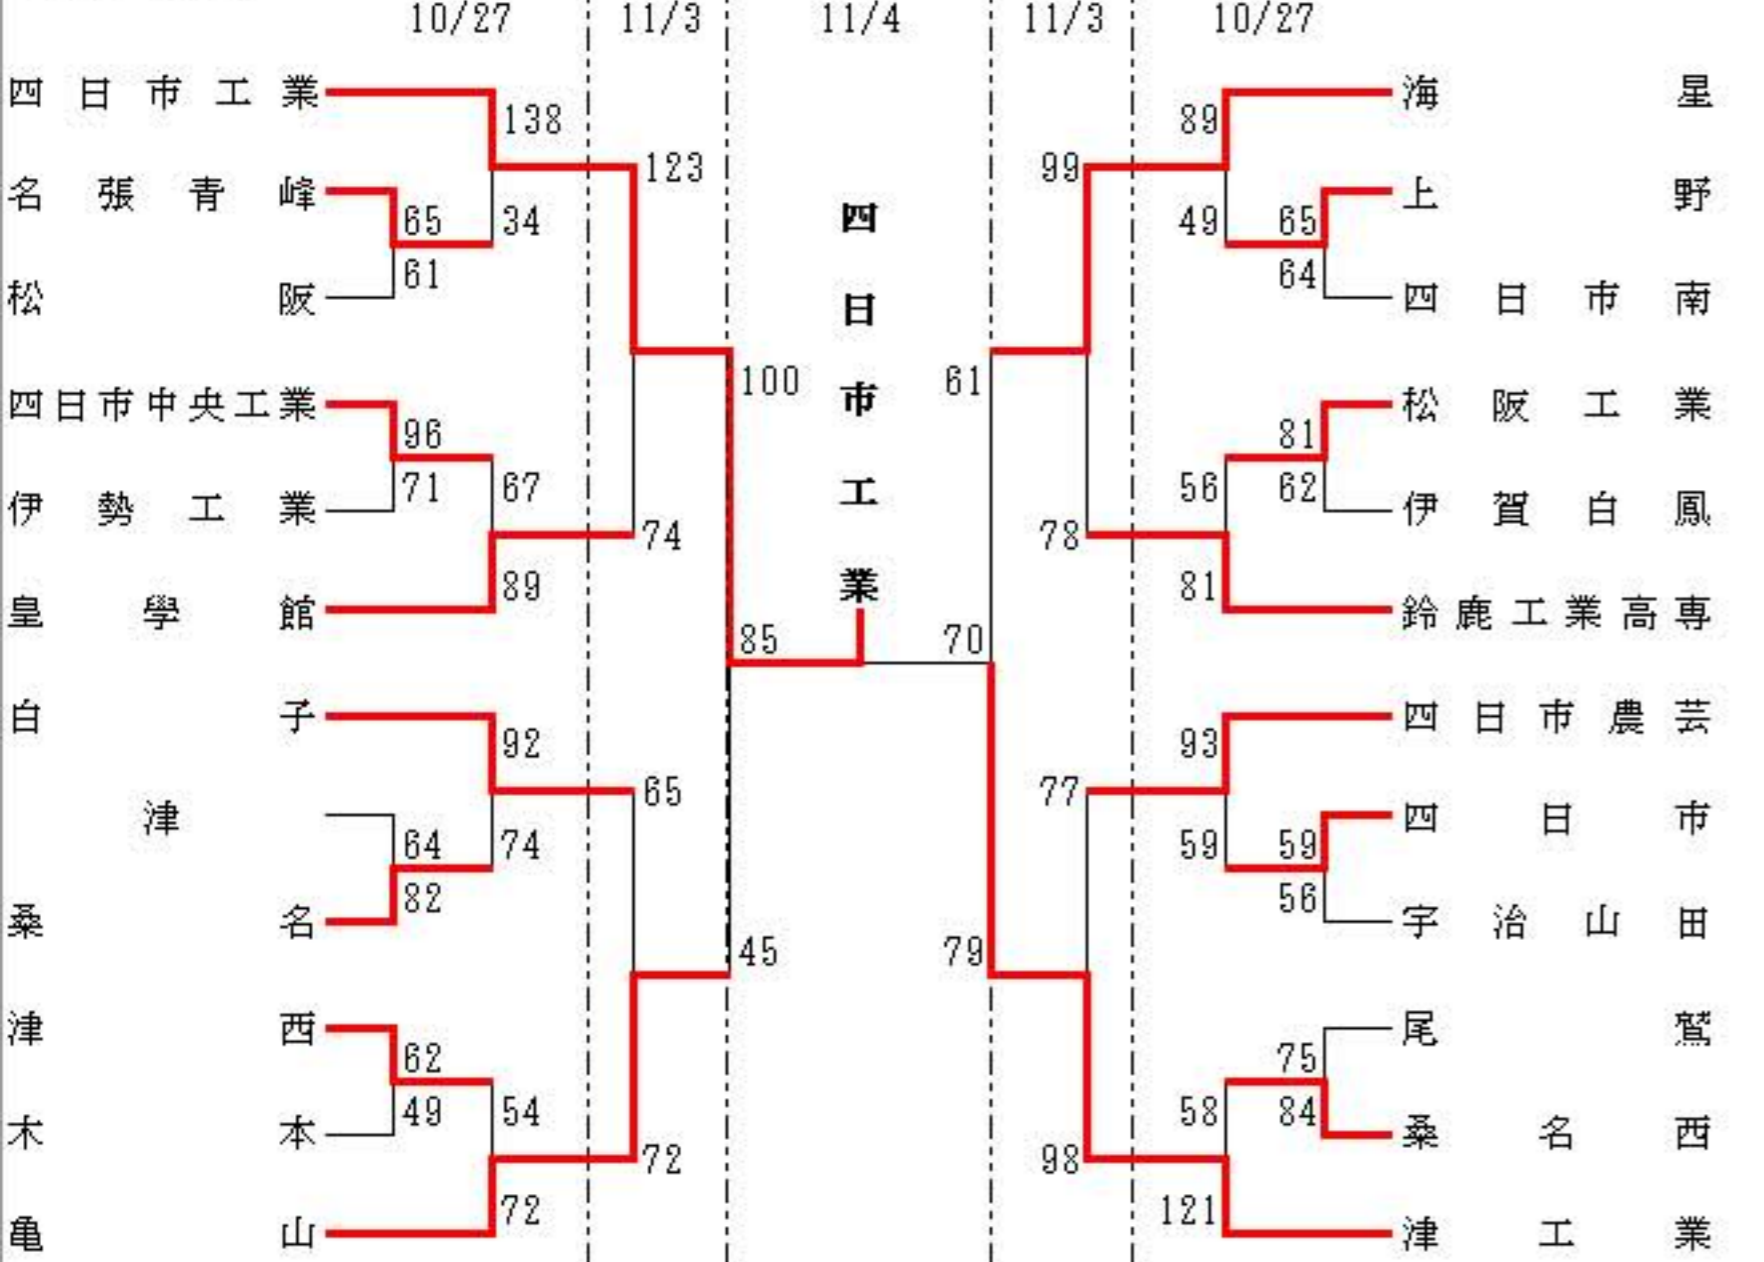 10/27 11/3 11/4 11/3 10/27
四日市工業 海星
138 89
123 99
名張青峰 上野
65 34 49 65
61 64
松阪 四日市南
四日市工業
100 61
四日市中央工業 松阪工業
96 81
71 67 56 62
伊勢工業 伊賀白鳳
74 78
89 81
皇學館 鈴鹿工業高専
85 70
白子 四日市農芸
92 93
65 77
津 四日市
64 74 59 59
82 56
桑名 宇治山田
45 79
津西 尾鷲
62 75
49 54 58 84
木本 桑名西
72 98
72 121
亀山 津工業